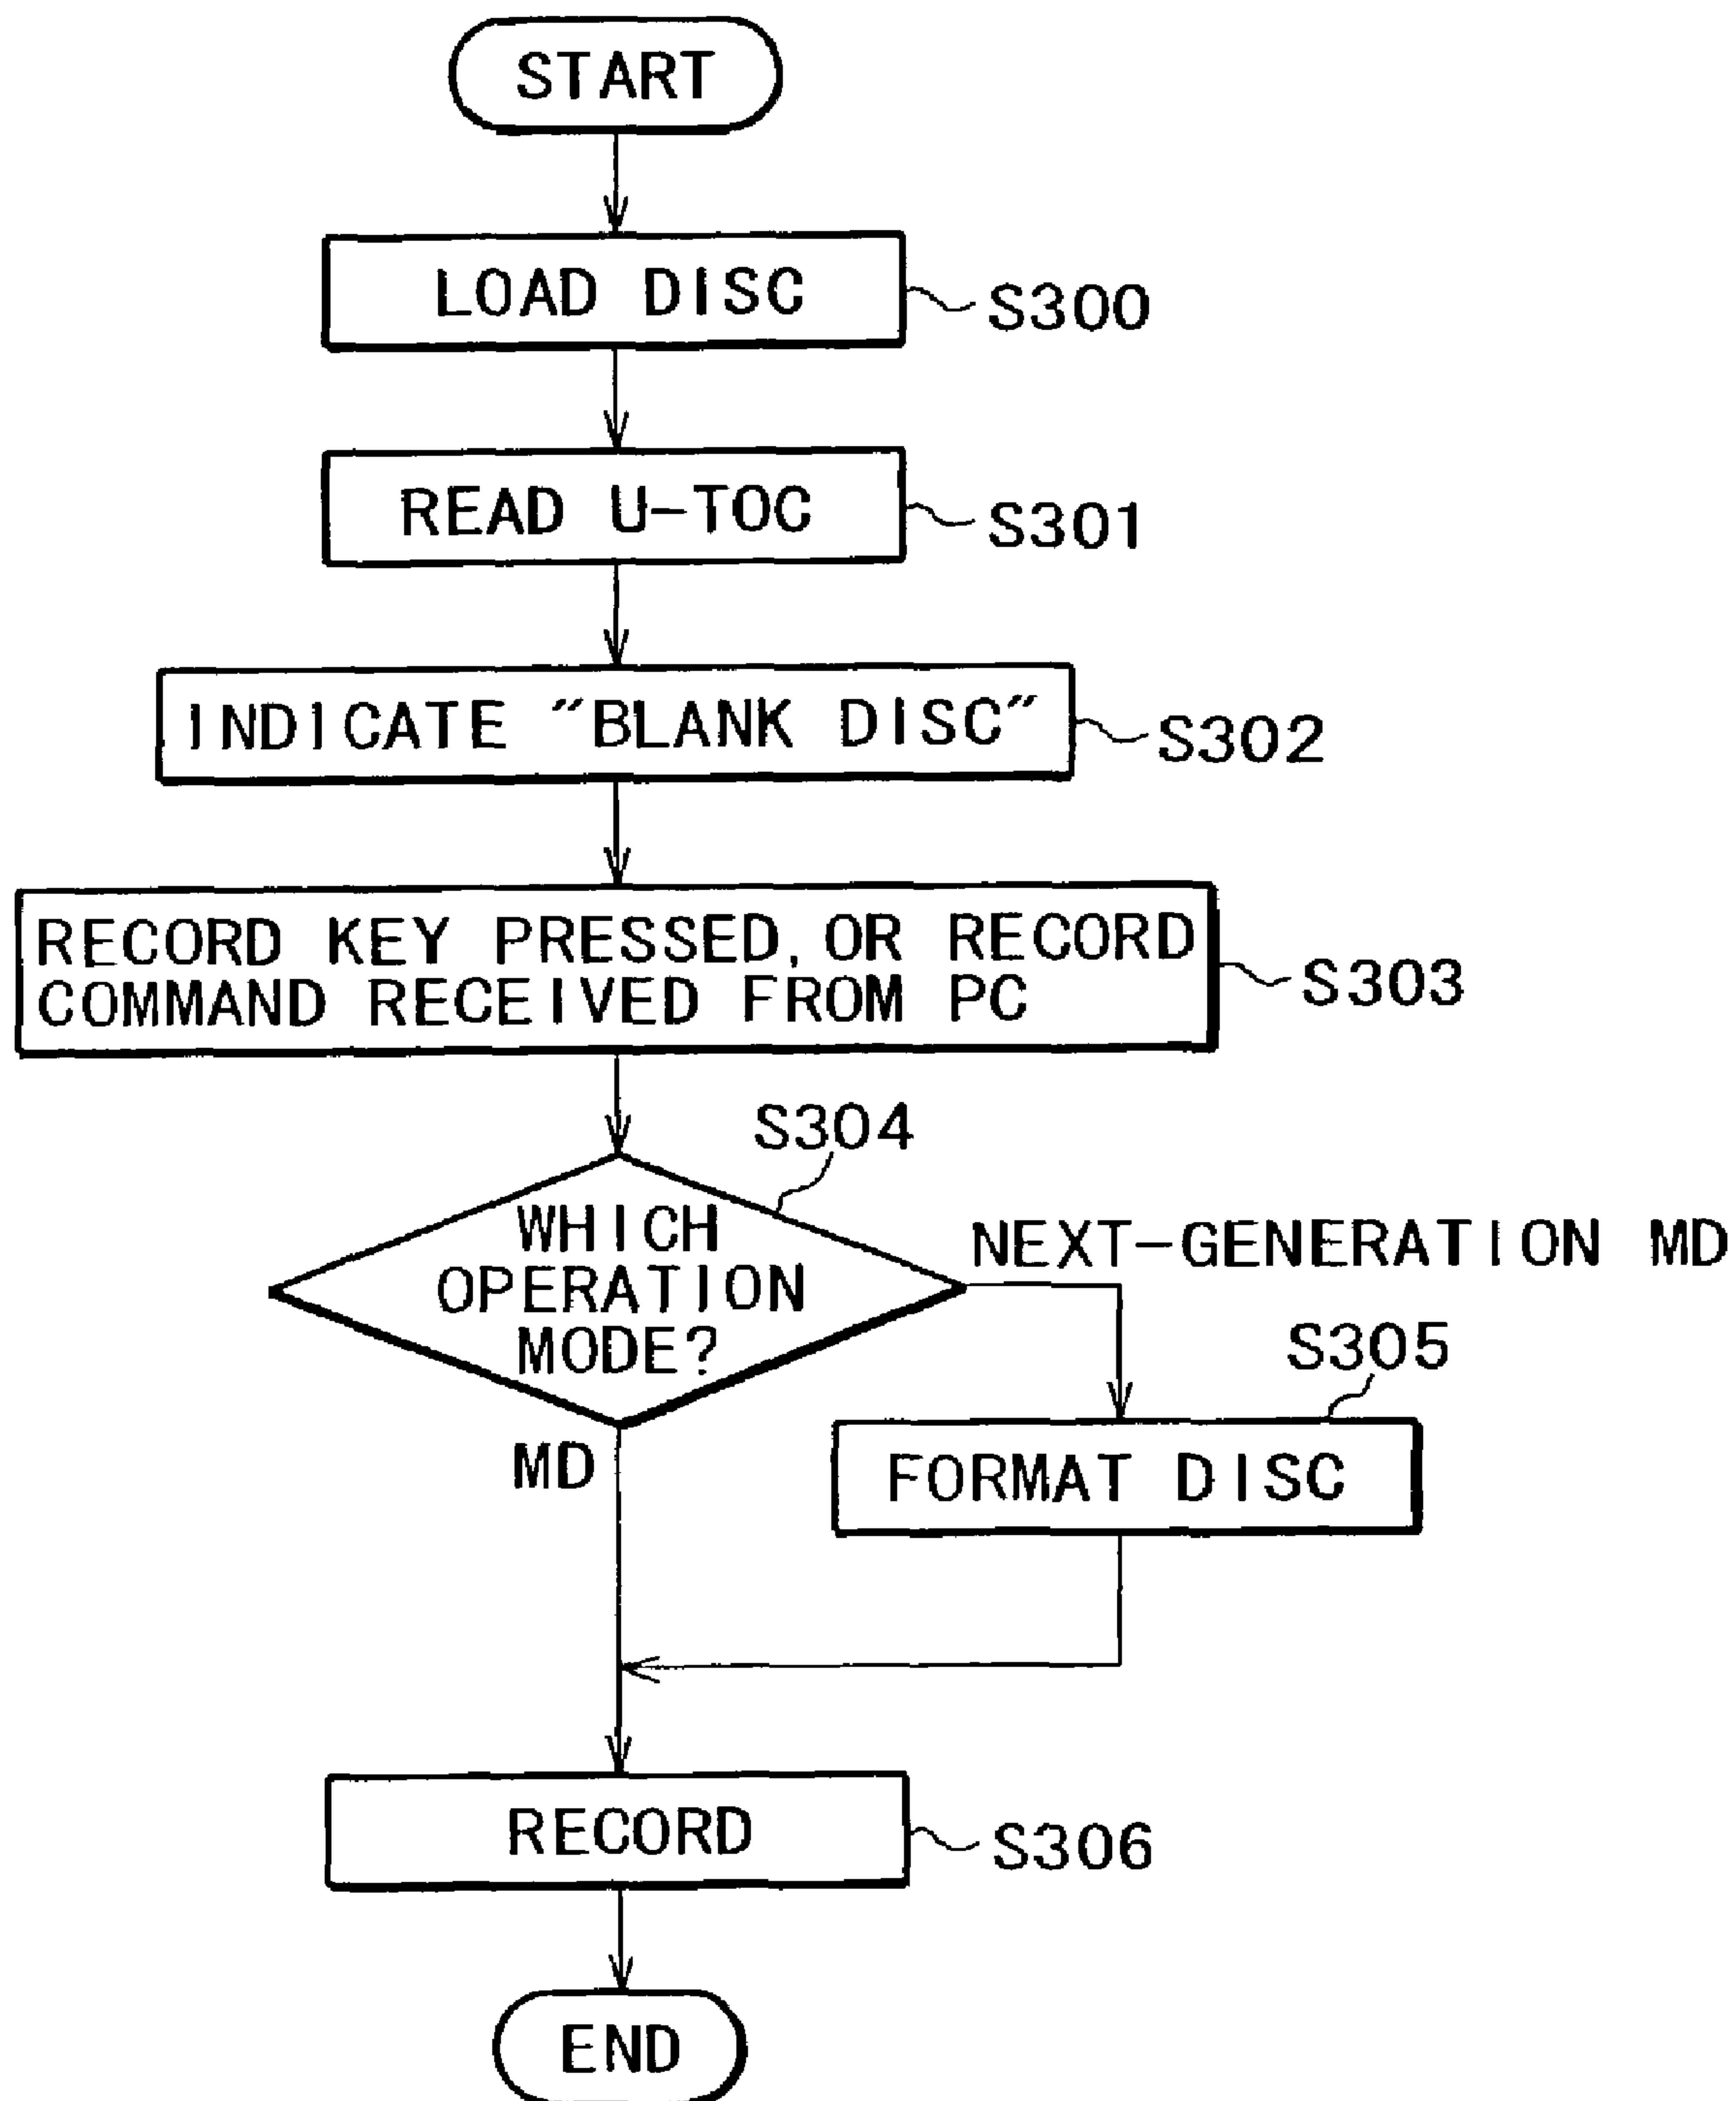 START
LOAD DISC
S300
READ U-TOC
S301
INDICATE "BLANK DISC"
S302
RECORD KEY PRESSED, OR RECORD
COMMAND RECEIVED FROM PC
S303
S304
WHICH
OPERATION
MODE?
NEXT-GENERATION MD
S305
MD
FORMAT DISC
RECORD
S306
END